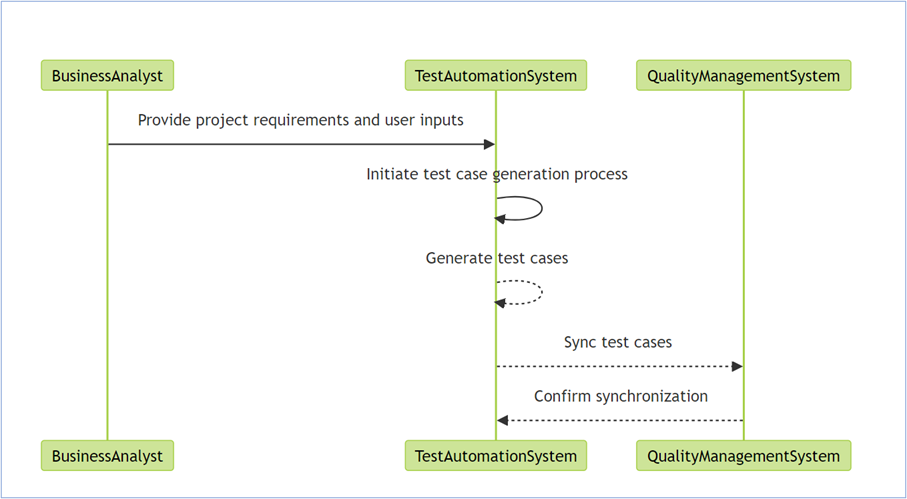 BusinessAnalyst
TestAutomationSystem
QualityManagementSystem
Provide project requirements and user inputs
Initiate test case generation process
Generate test cases
Sync test cases
Confirm synchronization
BusinessAnalyst
TestAutomationSystem
QualityManagementSystem